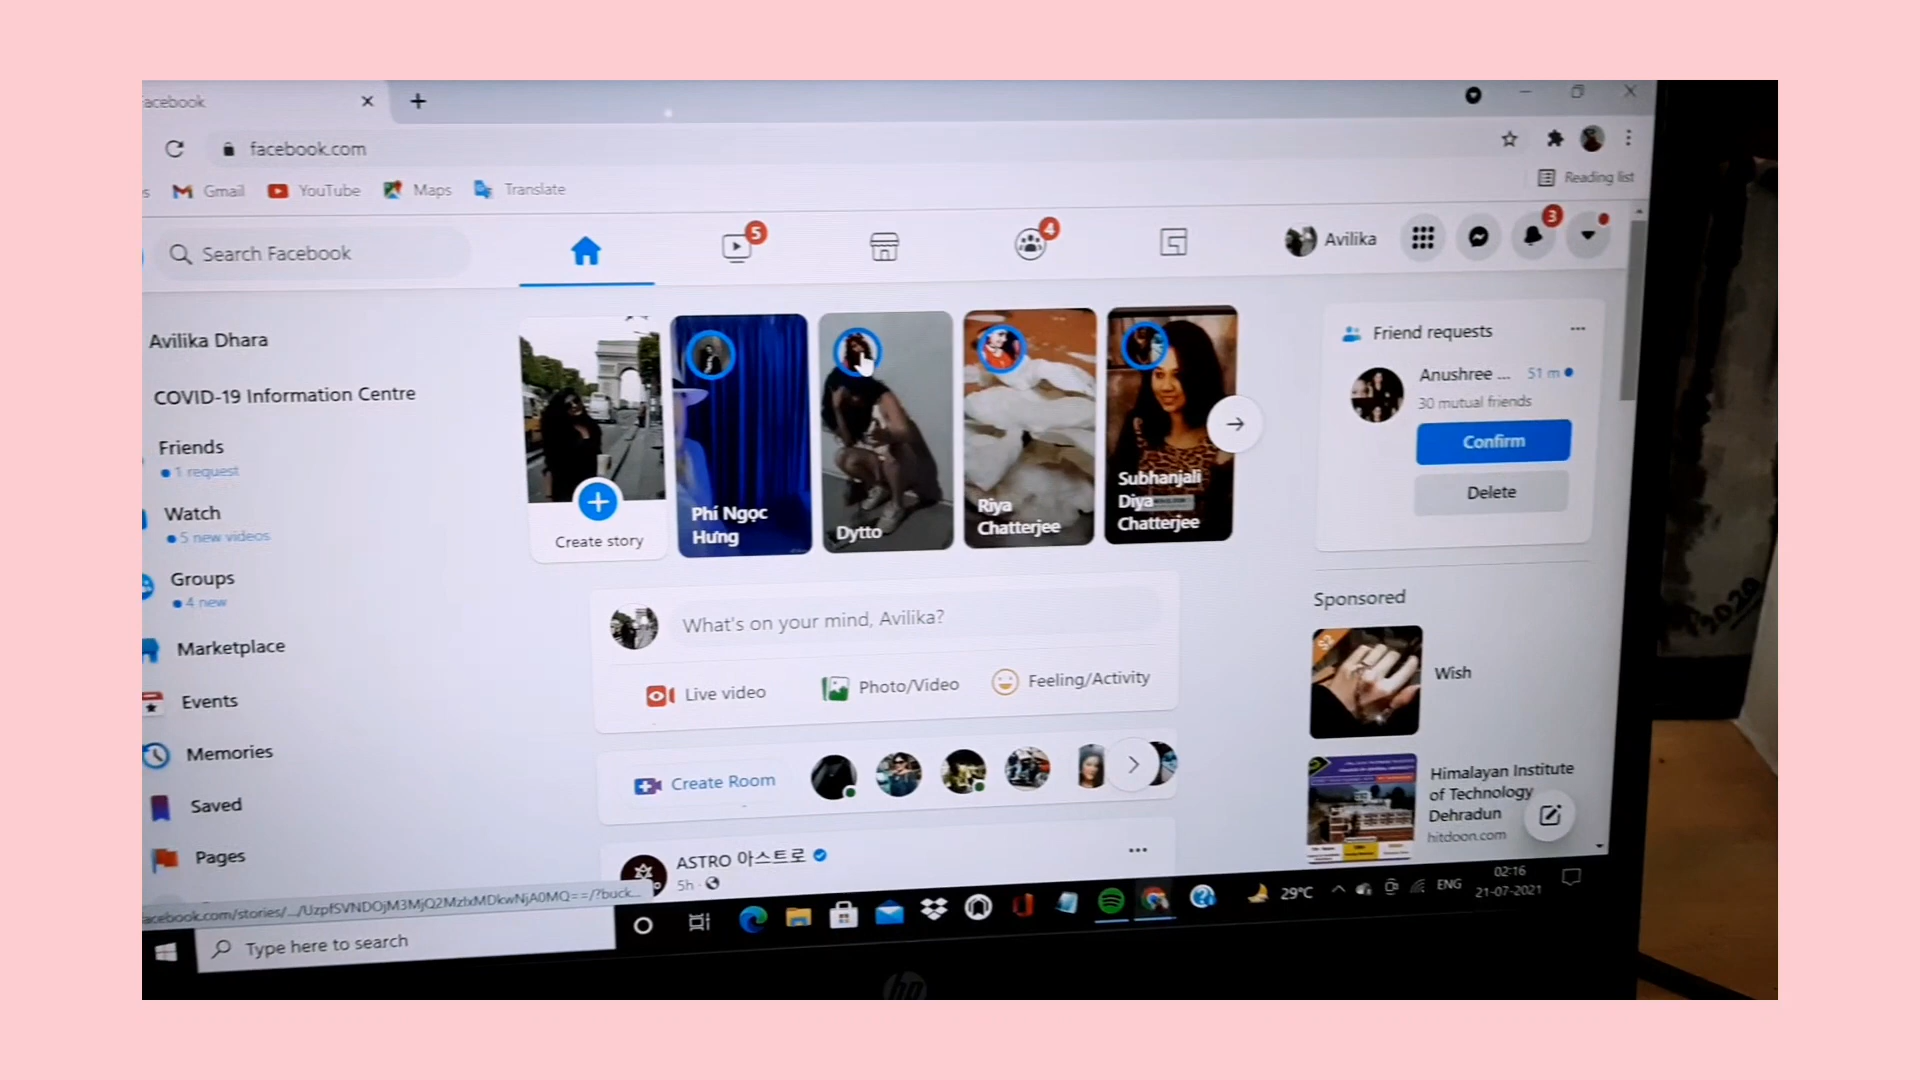 acebook
facebook.com
s
Gmail
YouTube
Maps
Translate
Reading list
Search Facebook
5
4
Avilika
3
Avilika Dhara
COVID-19 Information Centre
Friends
1 request
Watch
5 new videos
Groups
4 new
Marketplace
Events
Memories
Saved
Pages
Create story
Phí Ngọc
Hưng
Dytto
Riya
Chatterjee
Subhanjali
Diya
Chatterjee
Friend requests
Anushree ...
51 m
30 mutual friends
Confirm
Delete
What's on your mind, Avilika?
Live video
Photo/Video
Feeling/Activity
Create Room
Sponsored
Wish
Himalayan Institute
of Technology
Dehradun
hitdoon.com
ASTRO 아스트로
5h
Type here to search
29°C
ENG
02:16
21-07-2021
hp